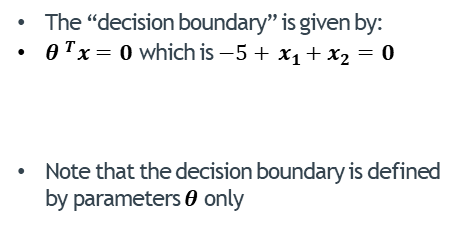 • The “decision boundary” is given by:
• θ ᵀx = 0 which is −5 + x₁ + x₂ = 0
• Note that the decision boundary is defined
by parameters θ only